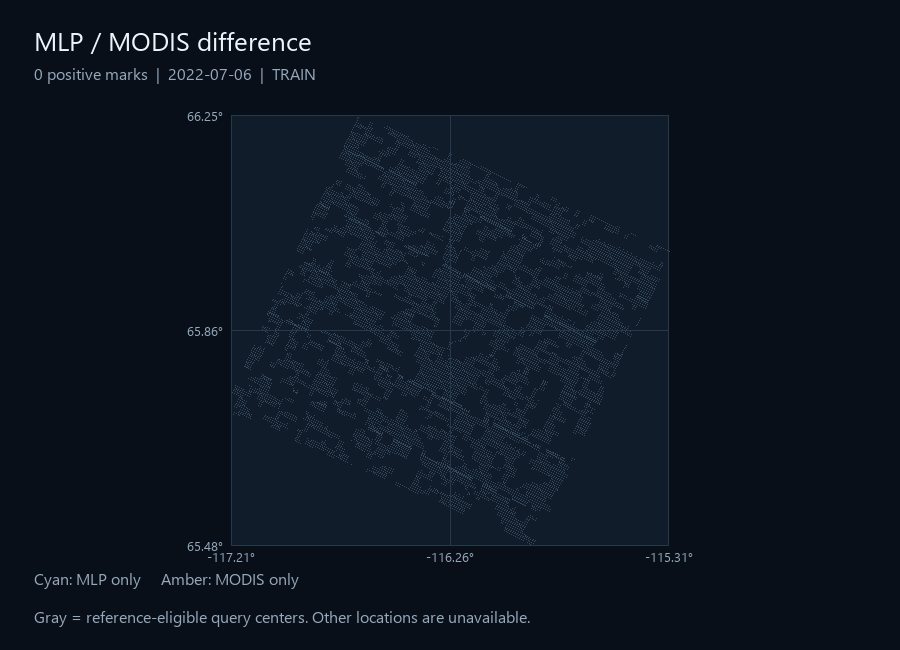 MLP / MODIS difference
0 positive marks | 2022-07-06 | TRAIN
66.25°
65.86°
65.48°
-117.21° -116.26° -115.31°
Cyan: MLP only Amber: MODIS only
Gray = reference-eligible query centers. Other locations are unavailable.